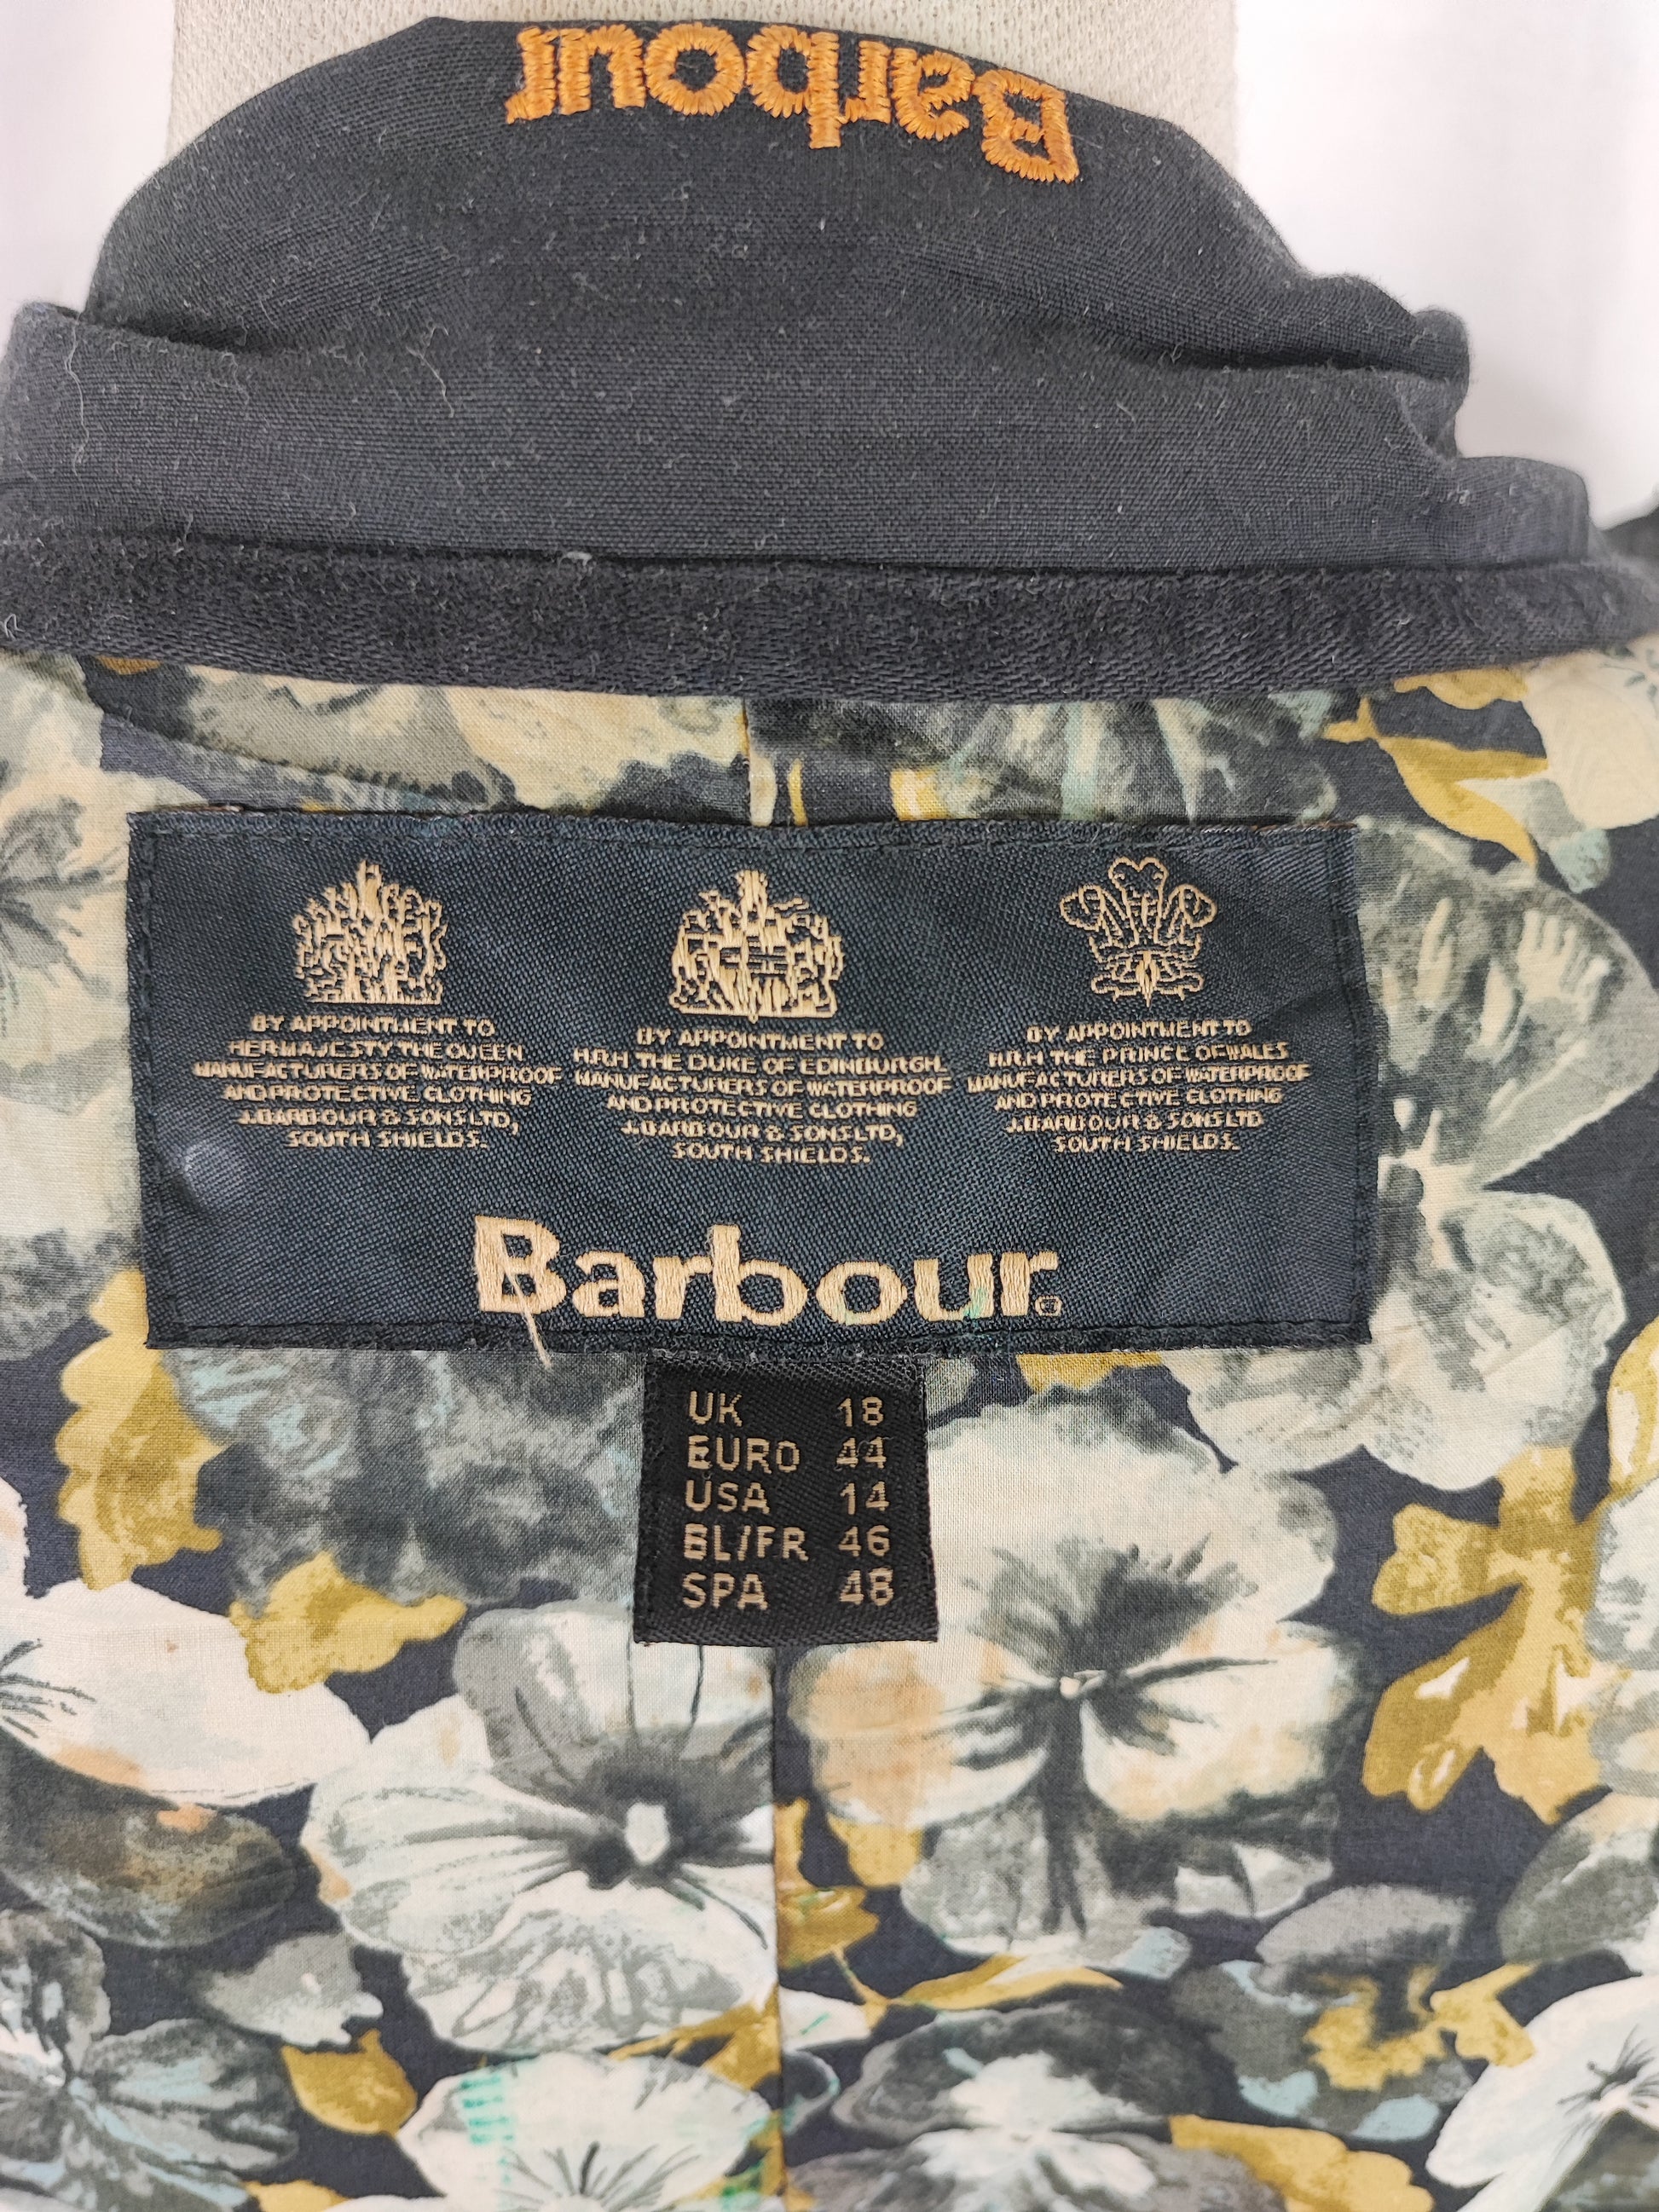 Barbour
BY APPOINTMENT TO
HER MAJESTY THE QUEEN
MANUFACTURERS OF WATERPROOF
AND PROTECTIVE CLOTHING
J.BARBOUR & SONS LTD,
SOUTH SHIELDS.
BY APPOINTMENT TO
H.R.H THE DUKE OF EDINBURGH.
MANUFACTURERS OF WATERPROOF
AND PROTECTIVE CLOTHING
J.BARBOUR & SONS LTD,
SOUTH SHIELDS.
BY APPOINTMENT TO
H.R.H THE PRINCE OF WALES
MANUFACTURERS OF WATERPROOF
AND PROTECTIVE CLOTHING
J.BARBOUR & SONS LTD
SOUTH SHIELDS.
Barbour®
UK 18
EURO 44
USA 14
BL/FR 46
SPA 48